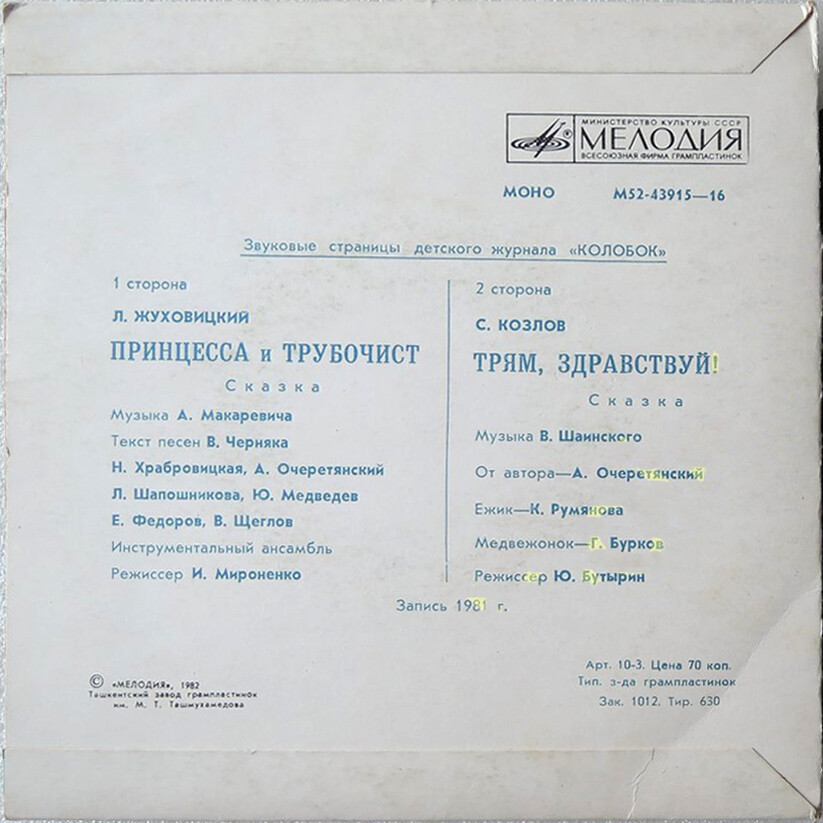 МИНИСТЕРСТВО КУЛЬТУРЫ СССР
МЕЛОДИЯ
ВСЕСОЮЗНАЯ ФИРМА ГРАМПЛАСТИНОК
МОНО М52-43915—16
Звуковые страницы детского журнала «КОЛОБОК»
1 сторона
Л. ЖУХОВИЦКИЙ
ПРИНЦЕССА и ТРУБОЧИСТ
Сказка
Музыка А. Макаревича
Текст песен В. Черняка
Н. Храбровицкая, А. Очеретянский
Л. Шапошникова, Ю. Медведев
Е. Федоров, В. Щеглов
Инструментальный ансамбль
Режиссер И. Мироненко
2 сторона
С. КОЗЛОВ
ТРЯМ, ЗДРАВСТВУЙ!
Сказка
Музыка В. Шаинского
От автора—А. Очеретянский
Ежик—К. Румянова
Медвежонок—Г. Бурков
Режиссер Ю. Бутырин
Запись 1981 г.
© «МЕЛОДИЯ», 1982
Ташкентский завод грампластинок
им. М. Т. Ташмухамедова
Арт. 10-3. Цена 70 коп.
Тип. з-да грампластинок
Зак. 1012. Тир. 630